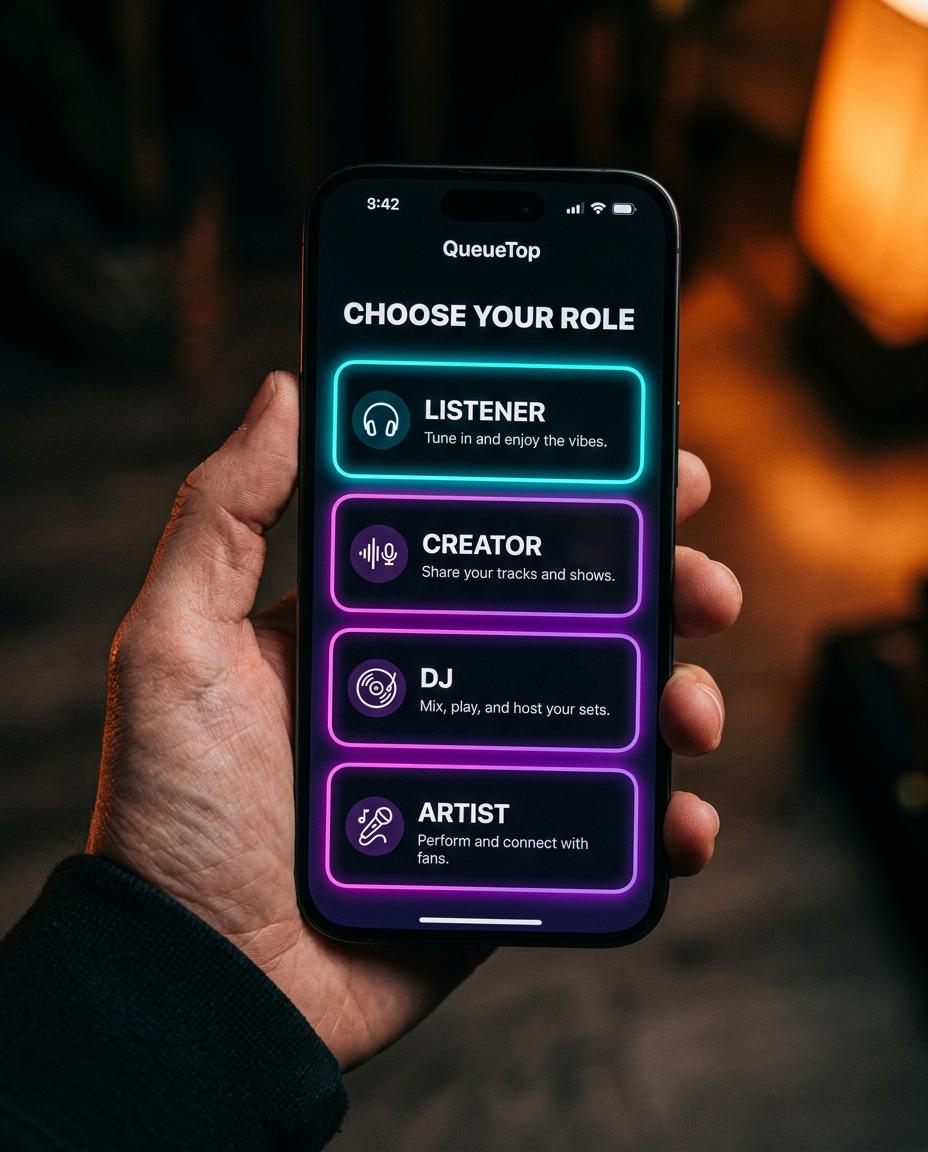 3:42
QueueTop
CHOOSE YOUR ROLE
LISTENER
Tune in and enjoy the vibes.
CREATOR
Share your tracks and shows.
DJ
Mix, play, and host your sets.
ARTIST
Perform and connect with
fans.